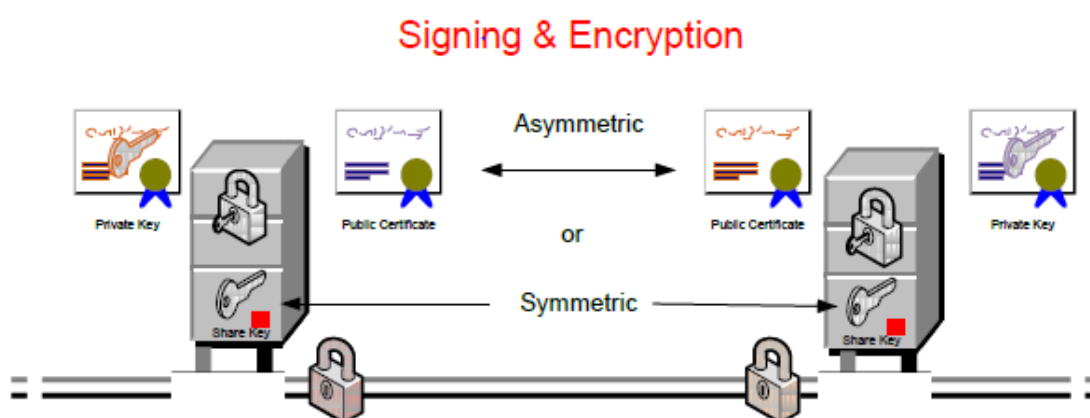 Signing & Encryption
Asymmetric
Private Key
Public Certificate
Public Certificate
Private Key
or
Symmetric
Share Key
Share Key